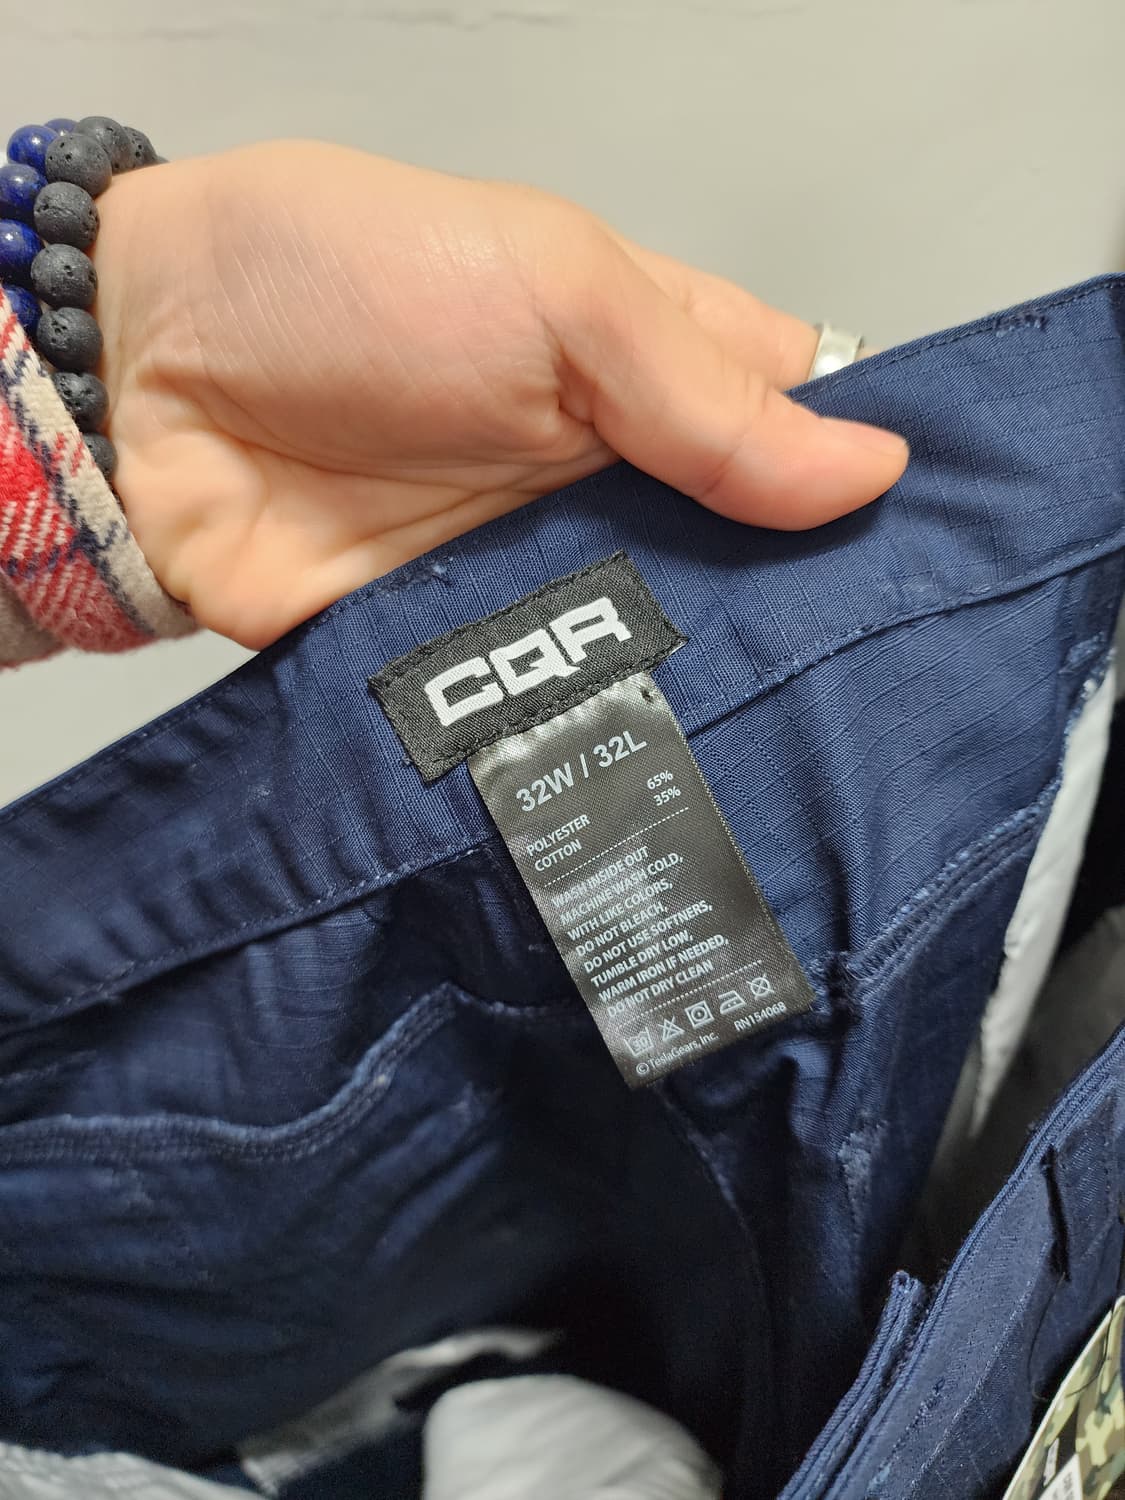 CQR
32W / 32L
POLYESTER 65%
COTTON 35%
WASH INSIDE OUT
MACHINE WASH COLD,
WITH LIKE COLORS,
DO NOT BLEACH,
DO NOT USE SOFTNERS,
TUMBLE DRY LOW,
WARM IRON IF NEEDED,
DO NOT DRY CLEAN
30
©TeslaGears, Inc. RN154068